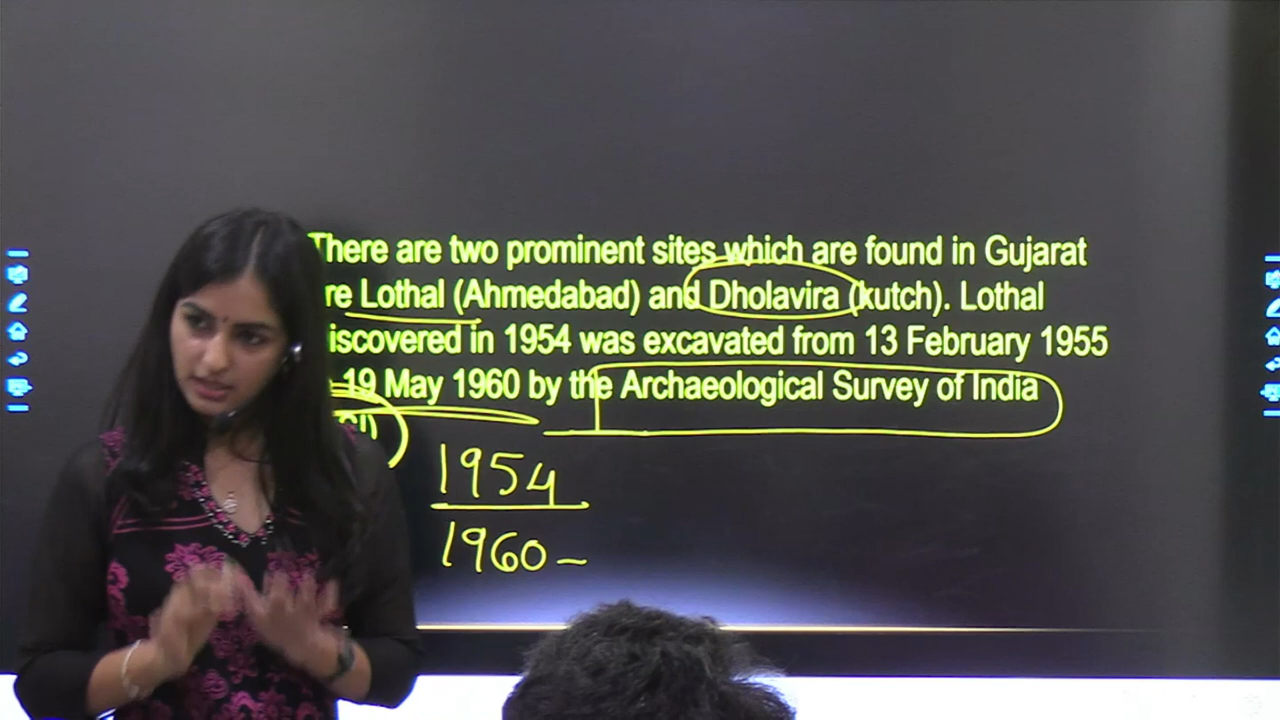 There are two prominent sites which are found in Gujarat
re Lothal (Ahmedabad) and Dholavira (kutch). Lothal
iscovered in 1954 was excavated from 13 February 1955
19 May 1960 by the Archaeological Survey of India
1954
1960 –